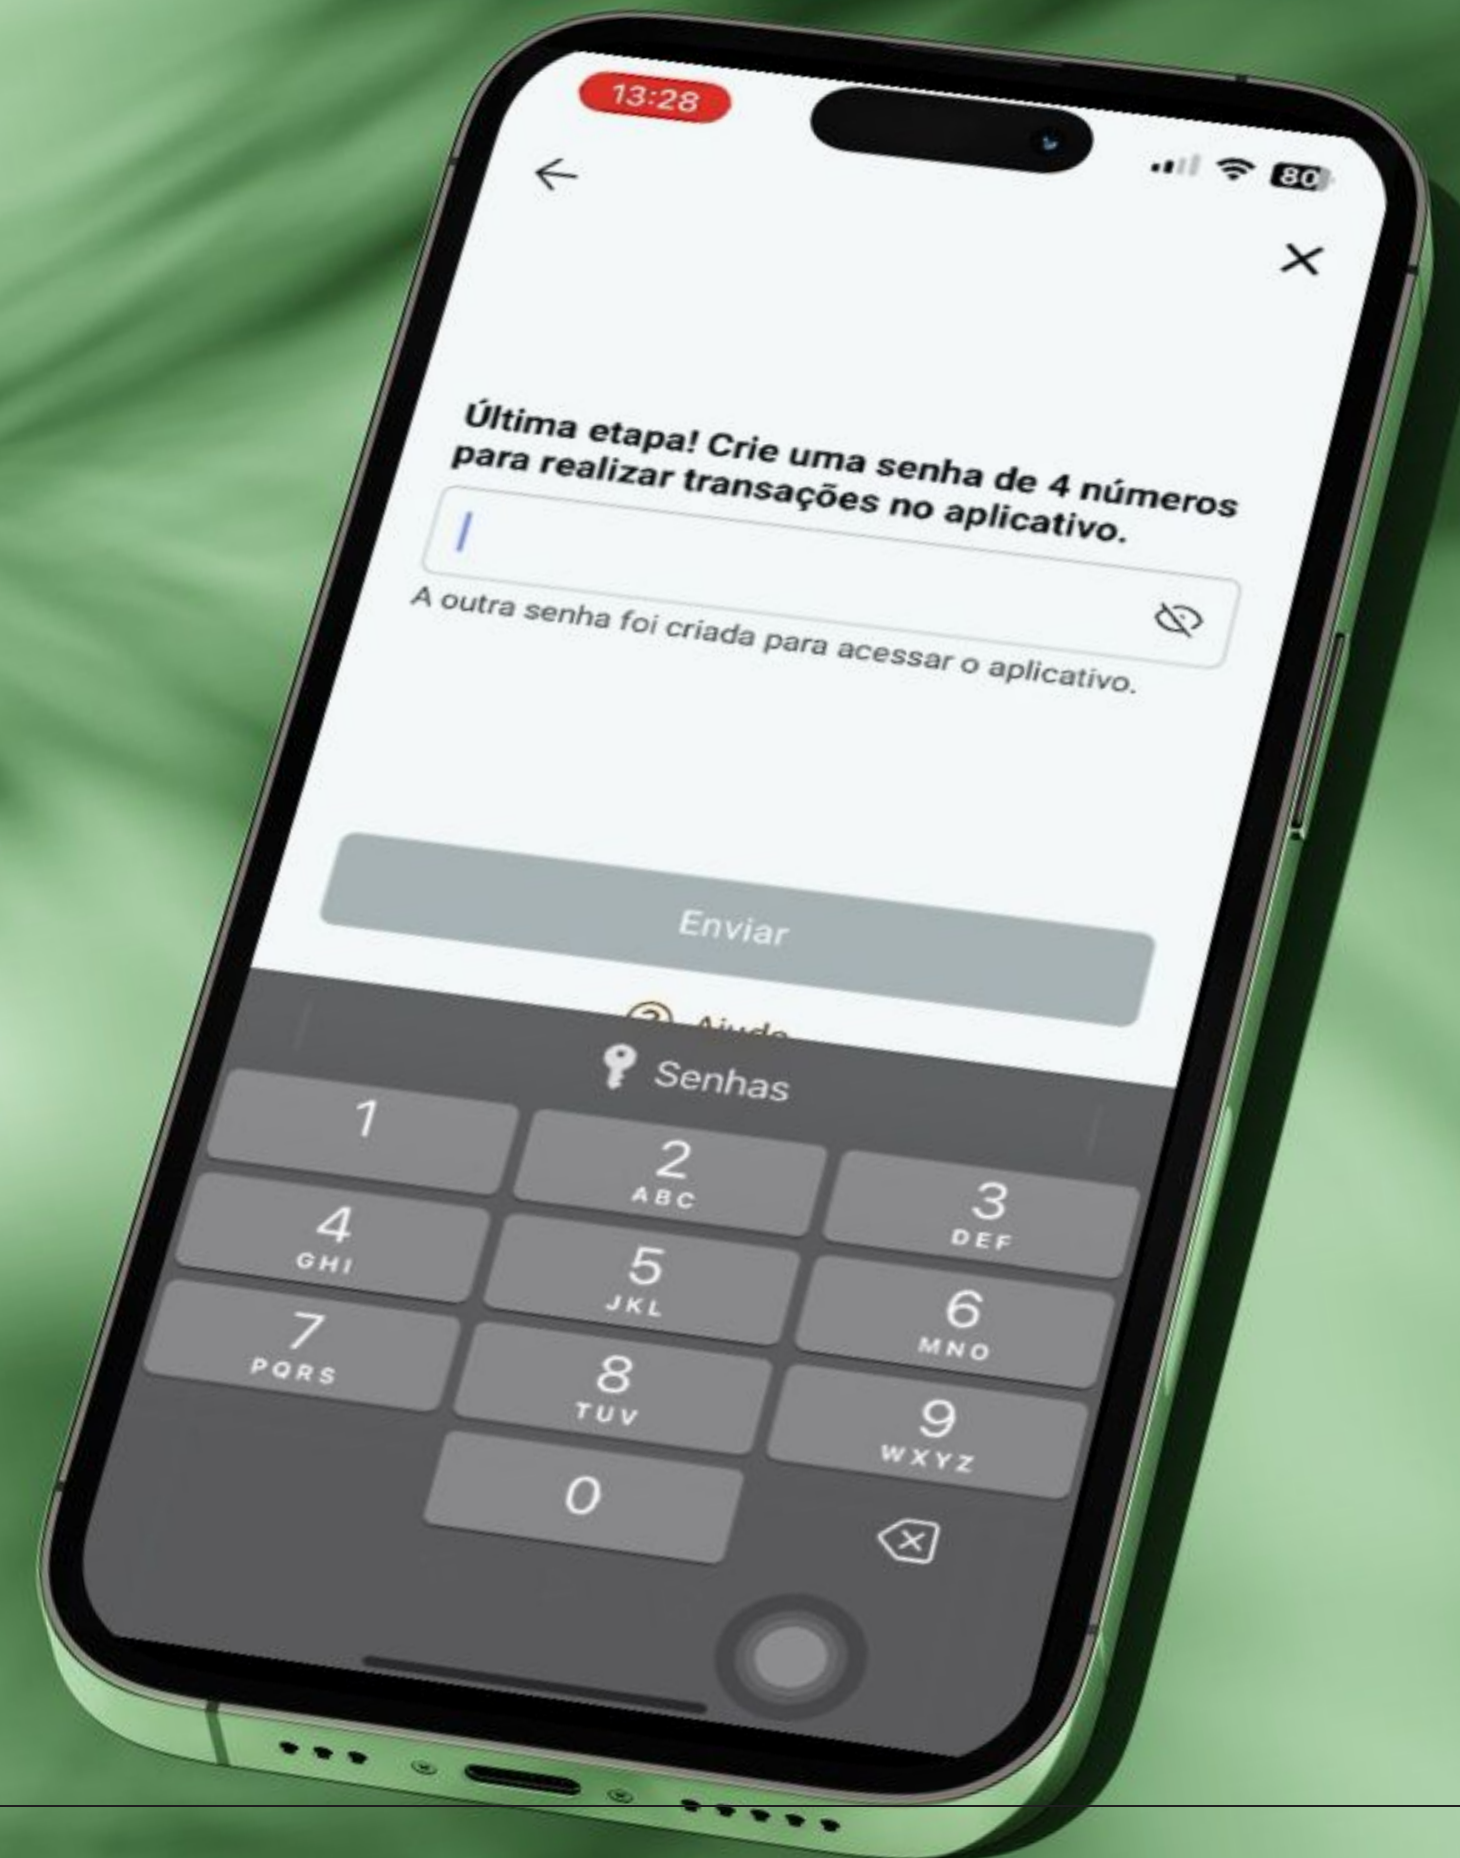 13:28
80
Última etapa! Crie uma senha de 4 números
para realizar transações no aplicativo.
A outra senha foi criada para acessar o aplicativo.
Enviar
Ajuda
Senhas
1
2
ABC
3
DEF
4
GHI
5
JKL
6
MNO
7
PQRS
8
TUV
9
WXYZ
0